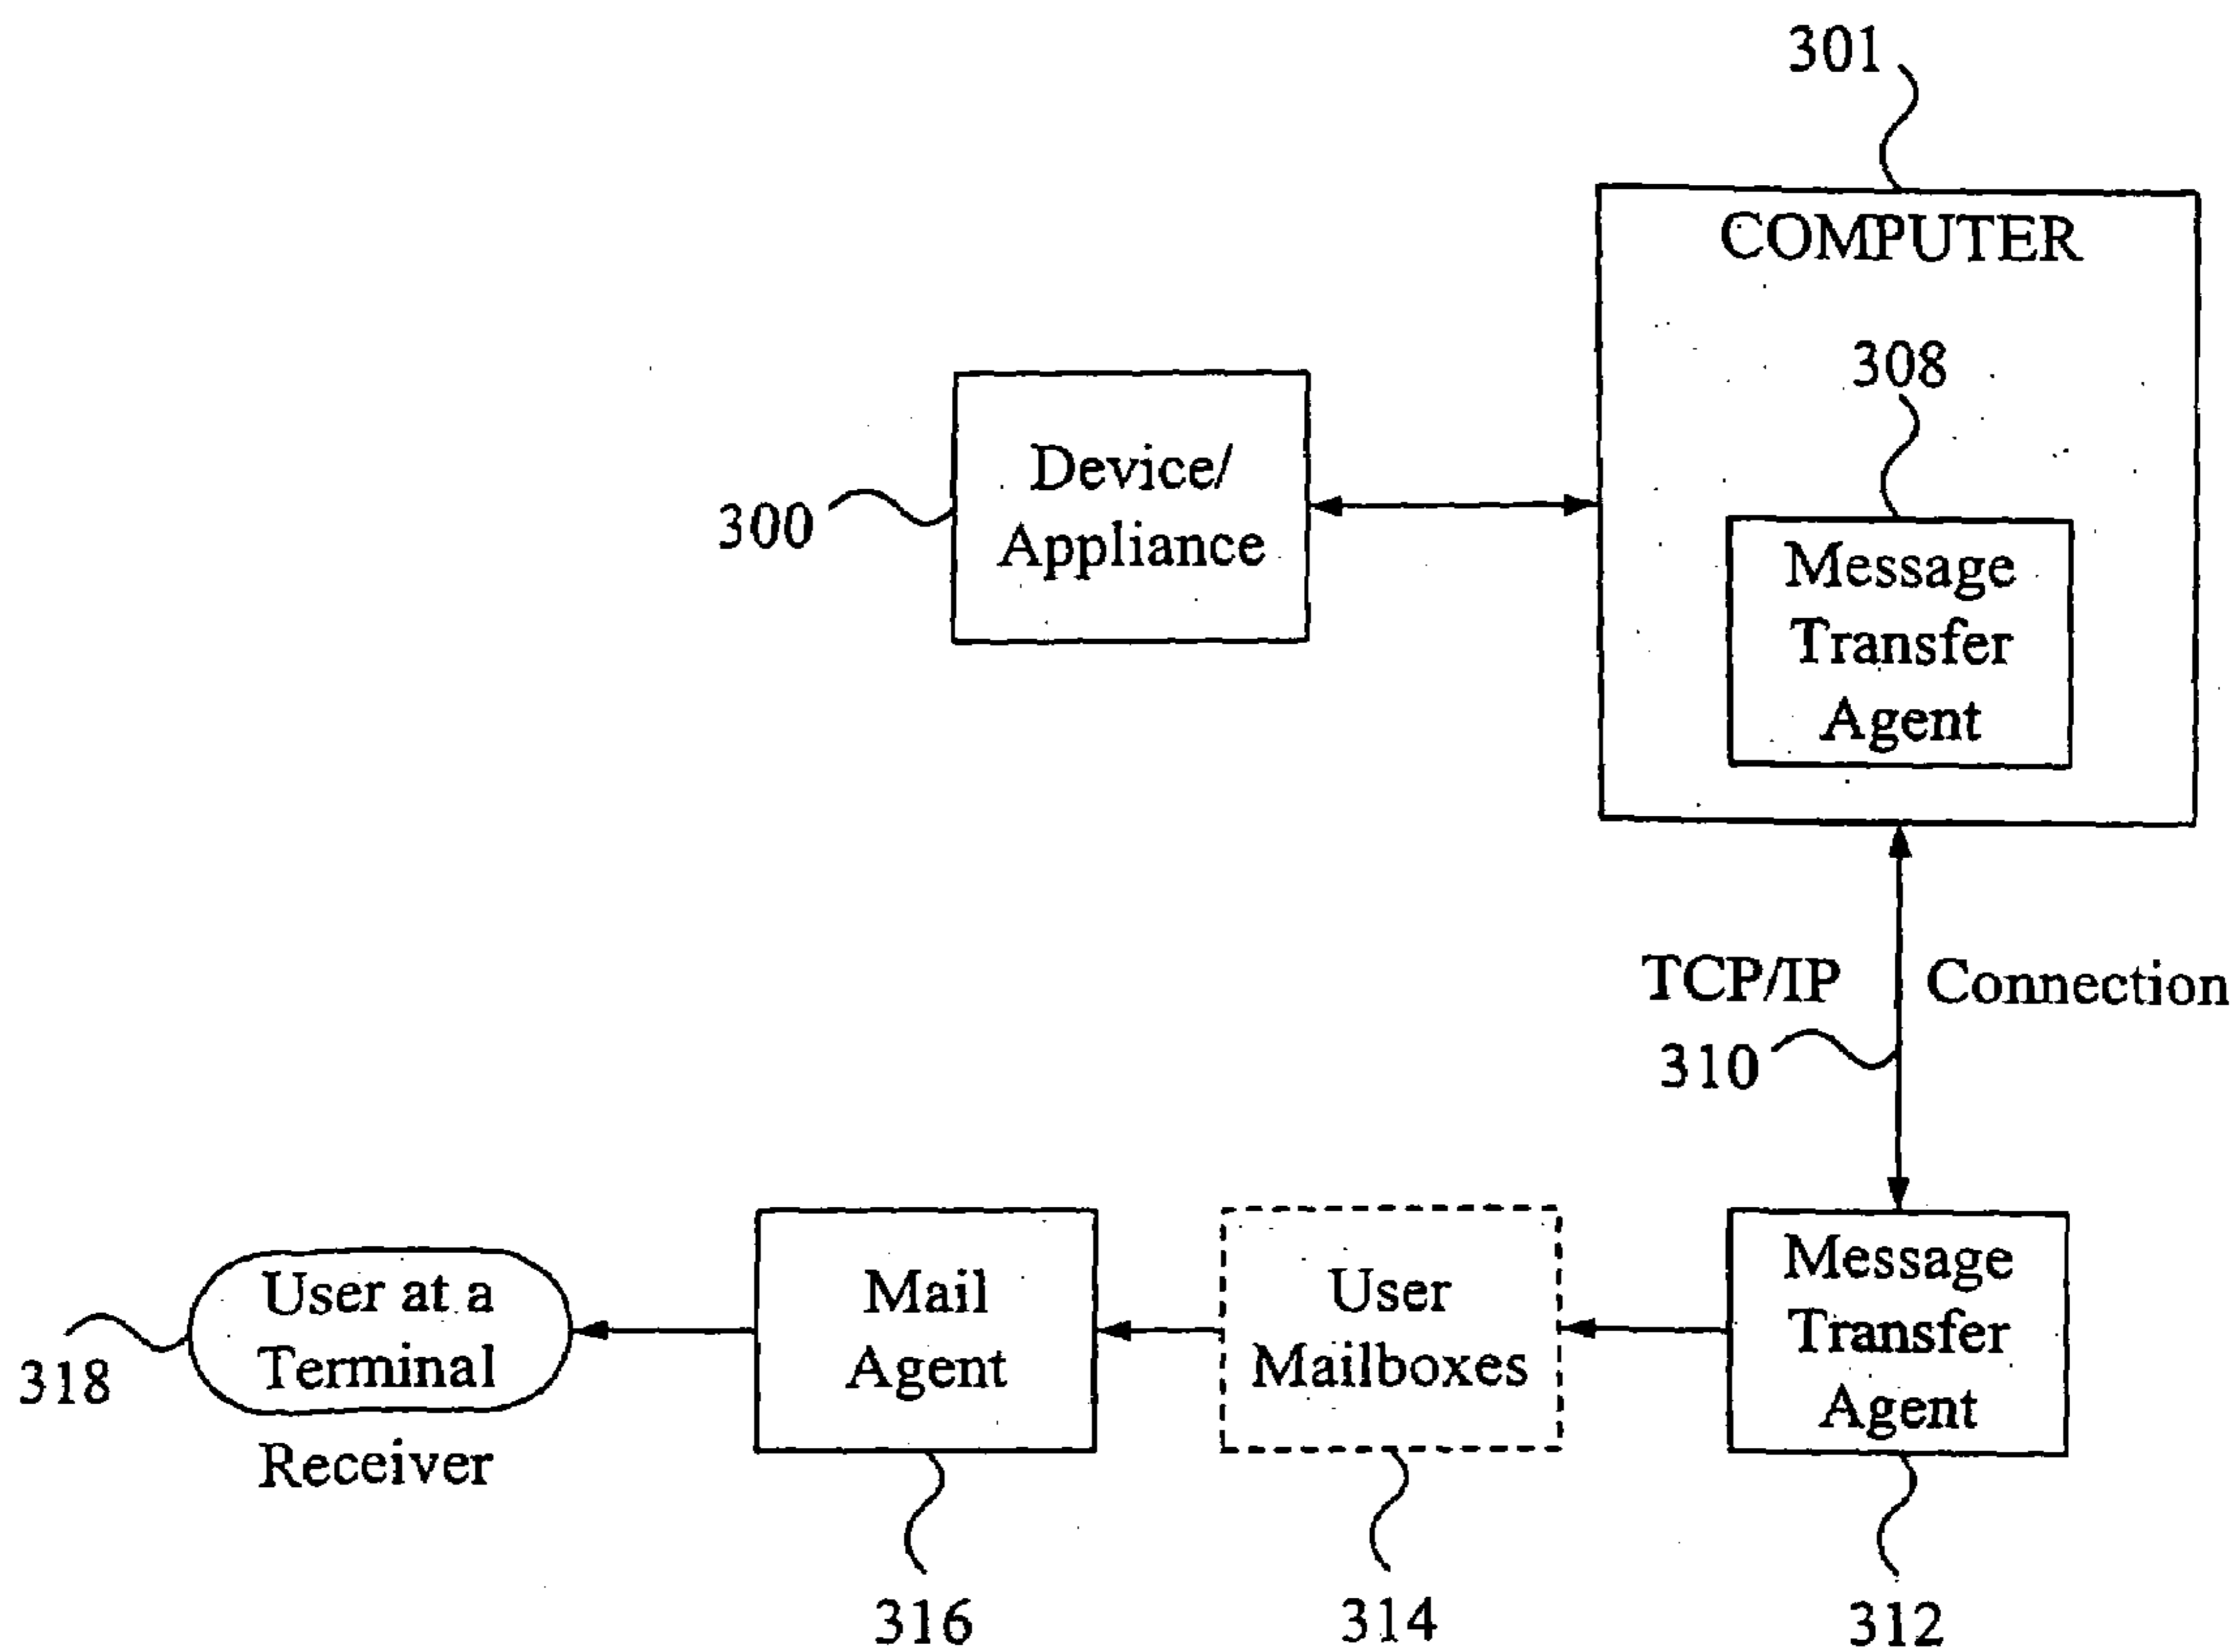 301
COMPUTER
308
Message
Transfer
Agent
Device/
Appliance
300
TCP/IP Connection
310
Message
Transfer
Agent
312
User
Mailboxes
314
Mail
Agent
316
User at a
Terminal
Receiver
318